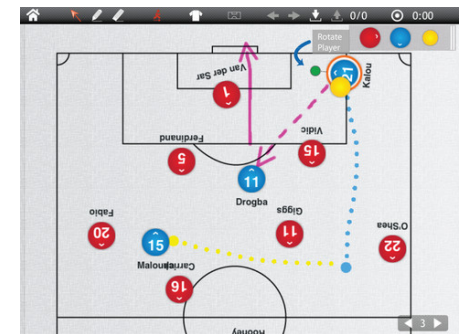 0/0
0:00
Rotate
Player
Van der Sar
1
21
Kalou
Ferdinand
5
Vidic
15
11
Drogba
Fabio
20
Giggs
11
O'Shea
22
15
Malouda
Carrick
16
Rooney
3